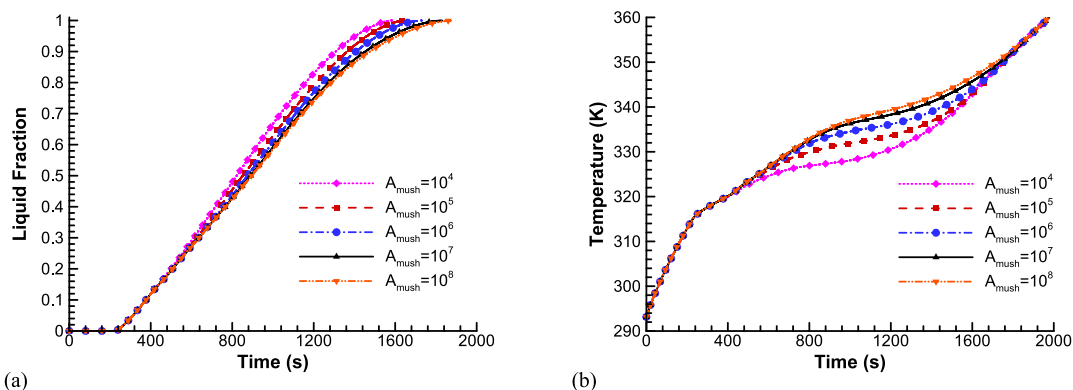 1
0.9
0.8
0.7
0.6
0.5
0.4
0.3
0.2
0.1
0
Liquid Fraction
0 400 800 1200 1600 2000
Time (s)
A_mush=10^4
A_mush=10^5
A_mush=10^6
A_mush=10^7
A_mush=10^8
(a)
360
350
340
330
320
310
300
290
Temperature (K)
0 400 800 1200 1600 2000
Time (s)
A_mush=10^4
A_mush=10^5
A_mush=10^6
A_mush=10^7
A_mush=10^8
(b)